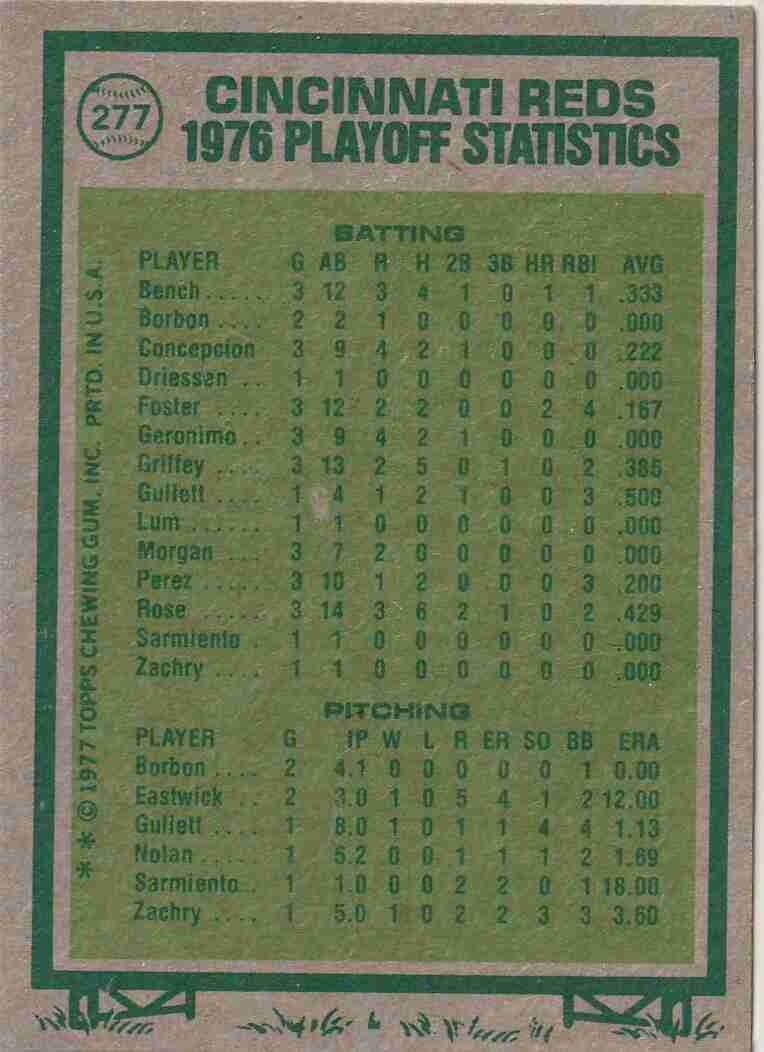 277
CINCINNATI REDS
1976 PLAYOFF STATISTICS
BATTING
PLAYER G AB R H 2B 3B HR RBI AVG
Bench ..... 3 12 3 4 1 0 1 1 .333
Borbon .... 2 2 1 0 0 0 0 0 .000
Concepcion 3 9 4 2 1 0 0 0 .222
Driessen .. 1 1 0 0 0 0 0 0 .000
Foster .... 3 12 2 2 0 0 2 4 .167
Geronimo .. 3 9 4 2 1 0 0 0 .000
Griffey .... 3 13 2 5 0 1 0 2 .385
Gullett .... 1 4 1 2 1 0 0 3 .500
Lum ...... 1 1 0 0 0 0 0 0 .000
Morgan ... 3 7 2 0 0 0 0 0 .000
Perez ..... 3 10 1 2 0 0 0 3 .200
Rose ..... 3 14 3 6 2 1 0 2 .429
Sarmiento . 1 1 0 0 0 0 0 0 .000
Zachry .... 1 1 0 0 0 0 0 0 .000
PITCHING
PLAYER G IP W L R ER SO BB ERA
Borbon .... 2 4.1 0 0 0 0 0 1 0.00
Eastwick .. 2 3.0 1 0 5 4 1 2 12.00
Gullett .... 1 8.0 1 0 1 1 4 4 1.13
Nolan ..... 1 5.2 0 0 1 1 1 2 1.69
Sarmiento .. 1 1.0 0 0 2 2 0 1 18.00
Zachry .... 1 5.0 1 0 2 2 3 3 3.60
* * © 1977 TOPPS CHEWING GUM, INC. PRTD. IN U.S.A.